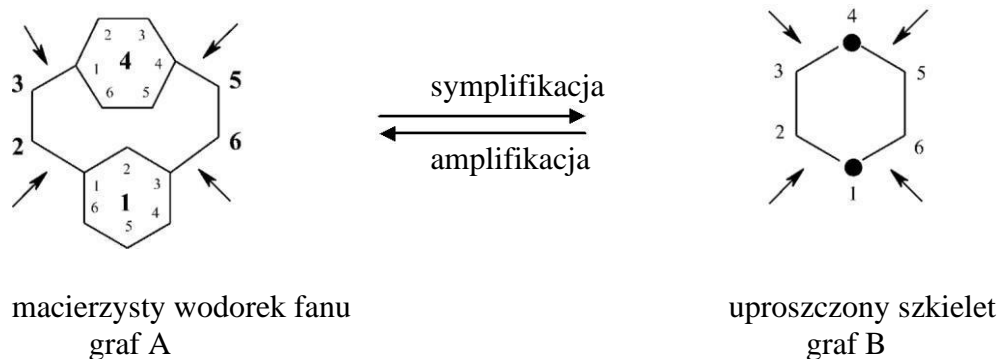 2 3
3 1 4 4 5
6 5
2 6
2
1 3
6 1 4
5
symplifikacja
amplifikacja
4
3 5
2 6
1
macierzysty wodorek fanu
graf A
uproszczony szkielet
graf B